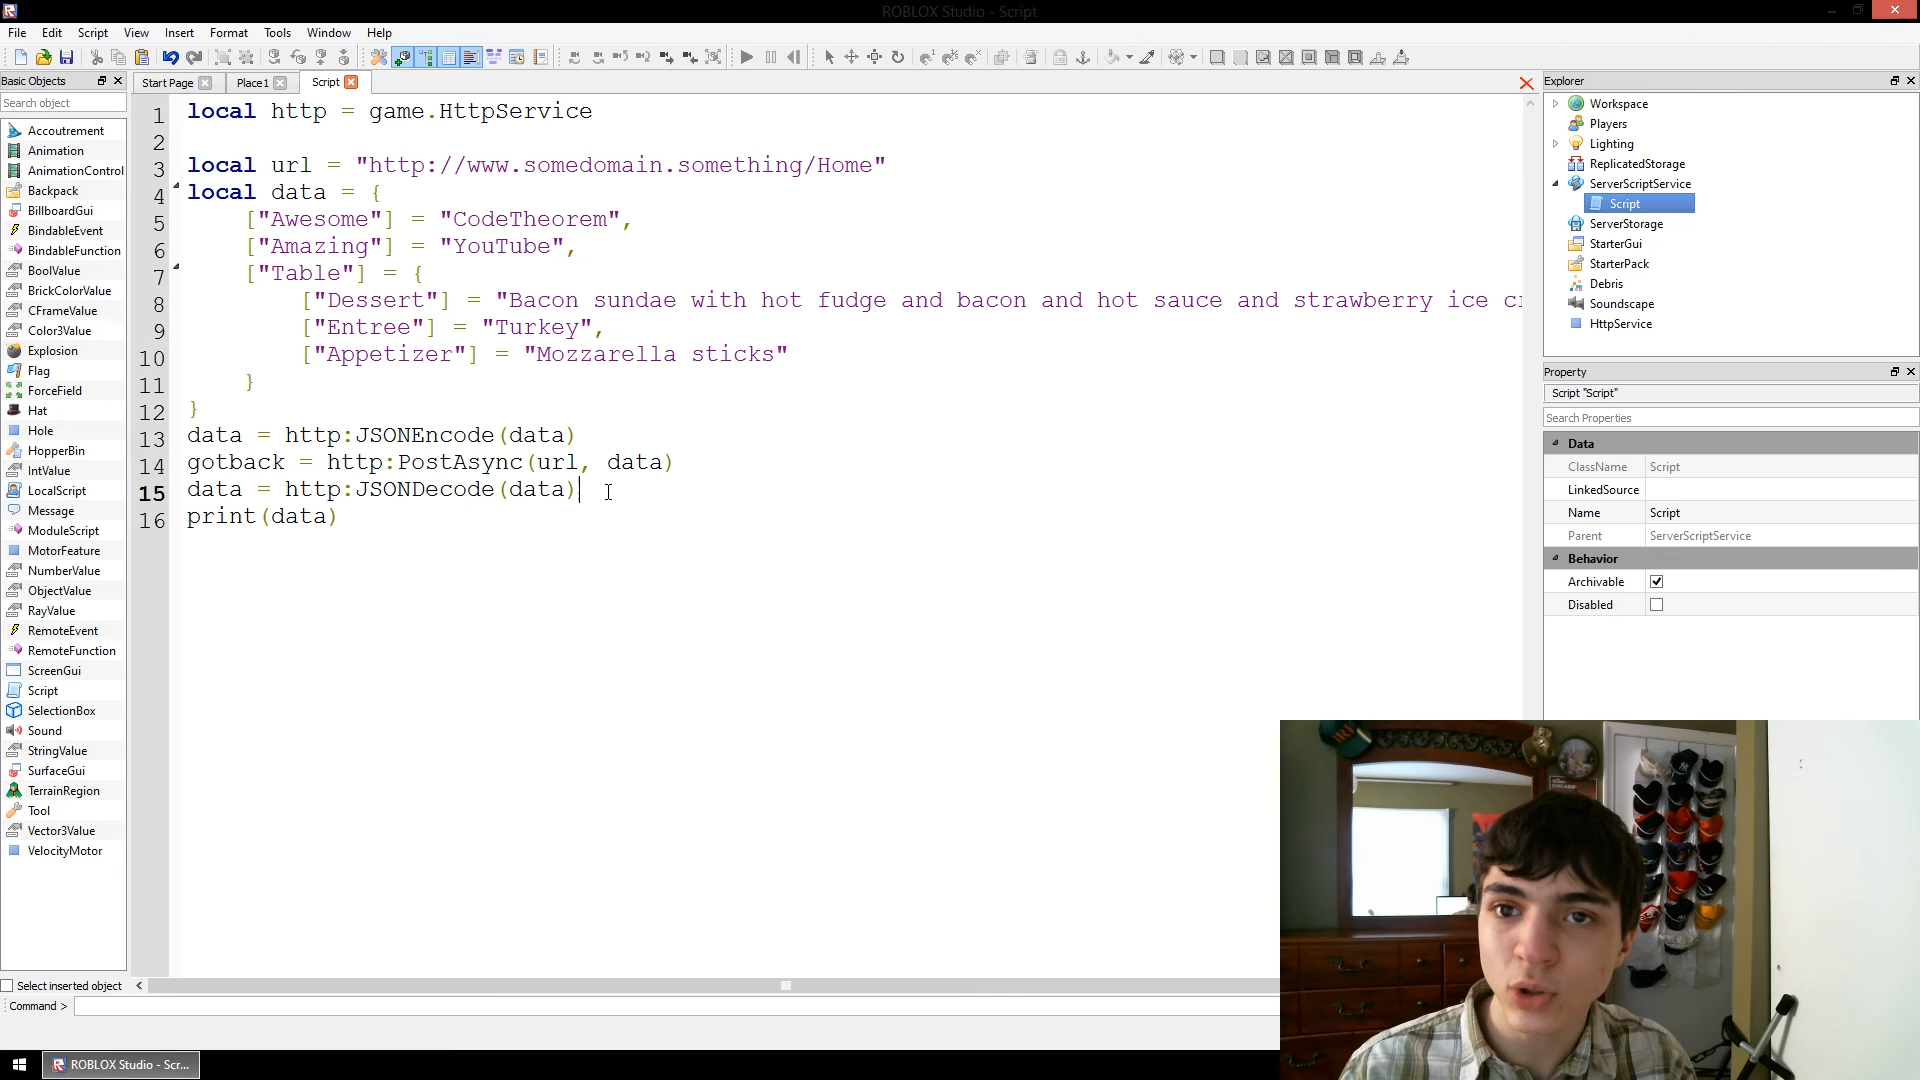 ROBLOX Studio - Script
File Edit Script View Insert Format Tools Window Help
Basic Objects
Search object
Accoutrement
Animation
AnimationControl
Backpack
BillboardGui
BindableEvent
BindableFunction
BoolValue
BrickColorValue
CFrameValue
Color3Value
Explosion
Flag
ForceField
Hat
Hole
HopperBin
IntValue
LocalScript
Message
ModuleScript
MotorFeature
NumberValue
ObjectValue
RayValue
RemoteEvent
RemoteFunction
ScreenGui
Script
SelectionBox
Sound
StringValue
SurfaceGui
TerrainRegion
Tool
Vector3Value
VelocityMotor
Select inserted object
Start Page Place1 Script
1 local http = game.HttpService
2
3 local url = "http://www.somedomain.something/Home"
4 local data = {
5 ["Awesome"] = "CodeTheorem",
6 ["Amazing"] = "YouTube",
7 ["Table"] = {
8 ["Dessert"] = "Bacon sundae with hot fudge and bacon and hot sauce and strawberry ice
9 ["Entree"] = "Turkey",
10 ["Appetizer"] = "Mozzarella sticks"
11 }
12 }
13 data = http:JSONEncode(data)
14 gotback = http:PostAsync(url, data)
15 data = http:JSONDecode(data)
16 print(data)
Explorer
Workspace
Players
Lighting
ReplicatedStorage
ServerScriptService
Script
ServerStorage
StarterGui
StarterPack
Debris
Soundscape
HttpService
Property
Script "Script"
Search Properties
Data
ClassName Script
LinkedSource
Name Script
Parent ServerScriptService
Behavior
Archivable
Disabled
Command >
ROBLOX Studio - Scr...